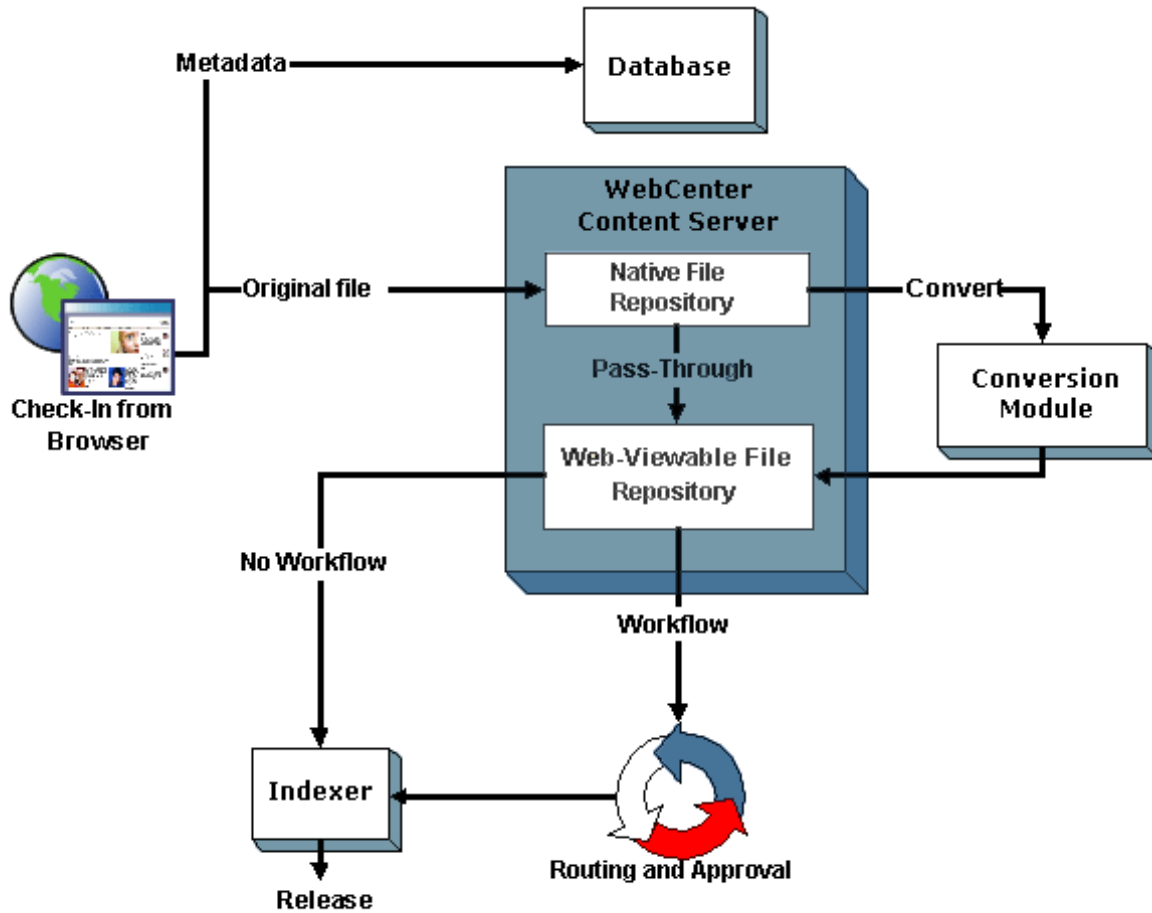 Metadata
Database
WebCenter
Content Server
Native File
Repository
Original file
Convert
Pass-Through
Conversion
Module
Check-In from
Browser
Web-Viewable File
Repository
No Workflow
Workflow
Indexer
Routing and Approval
Release